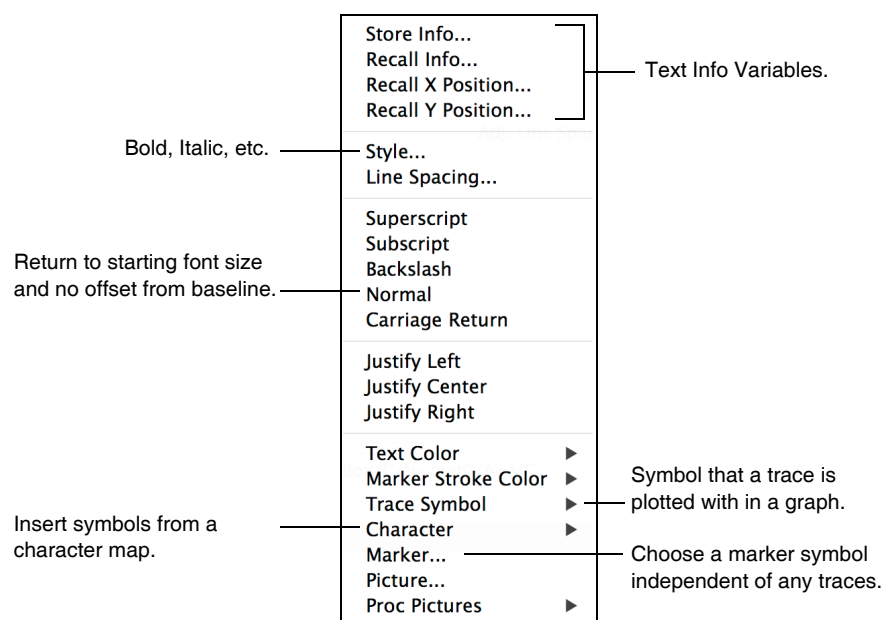 Store Info...
Recall Info...
Recall X Position...
Recall Y Position...
Text Info Variables.
Bold, Italic, etc.
Style...
Line Spacing...
Superscript
Subscript
Backslash
Normal
Carriage Return
Return to starting font size
and no offset from baseline.
Justify Left
Justify Center
Justify Right
Text Color
Marker Stroke Color
Trace Symbol
Character
Marker...
Picture...
Proc Pictures
Symbol that a trace is
plotted with in a graph.
Insert symbols from a
character map.
Choose a marker symbol
independent of any traces.